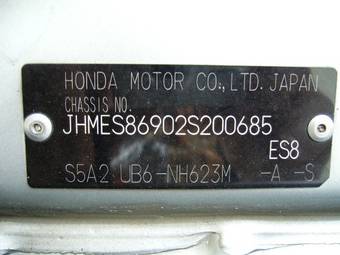 HONDA MOTOR CO.,LTD. JAPAN
CHASSIS NO.
JHMES86902S200685
ES8
S5A2 UB6-NH623M -A -S